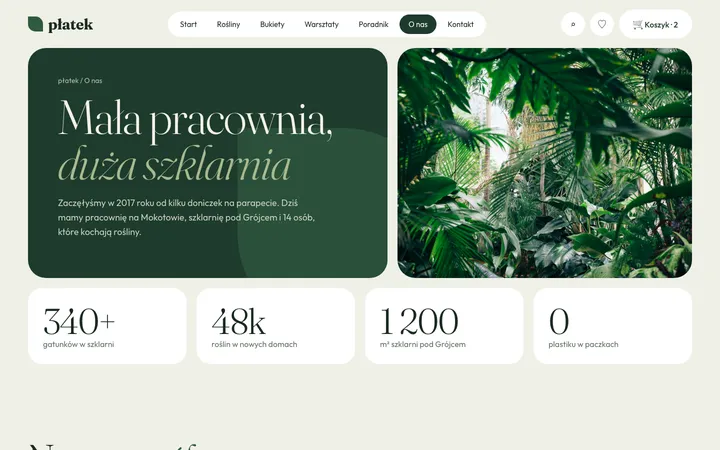 płatek
Start Rośliny Bukiety Warsztaty Poradnik O nas Kontakt
Koszyk · 2
płatek / O nas
Mała pracownia,
duża szklarnia
Zaczęłyśmy w 2017 roku od kilku doniczek na parapecie. Dziś
mamy pracownię na Mokotowie, szklarnię pod Grójcem i 14 osób,
które kochają rośliny.
340+
gatunków w szklarni
48k
roślin w nowych domach
1 200
m² szklarni pod Grójcem
0
plastiku w paczkach